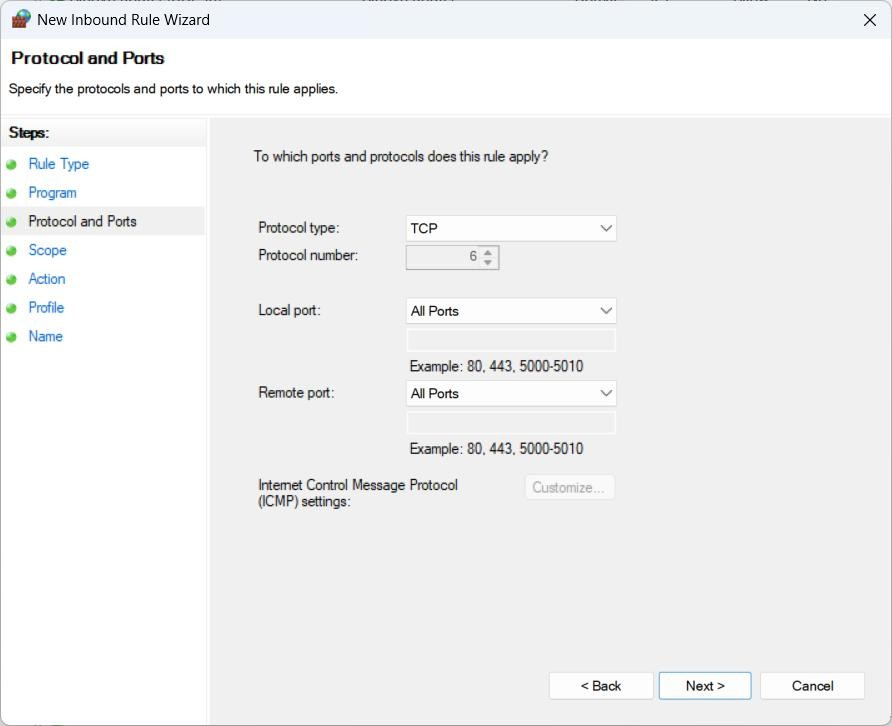 New Inbound Rule Wizard
Protocol and Ports
Specify the protocols and ports to which this rule applies.
Steps:
Rule Type
Program
Protocol and Ports
Scope
Action
Profile
Name
To which ports and protocols does this rule apply?
Protocol type: TCP
Protocol number: 6
Local port: All Ports
Example: 80, 443, 5000-5010
Remote port: All Ports
Example: 80, 443, 5000-5010
Internet Control Message Protocol
(ICMP) settings:
Customize...
< Back Next > Cancel